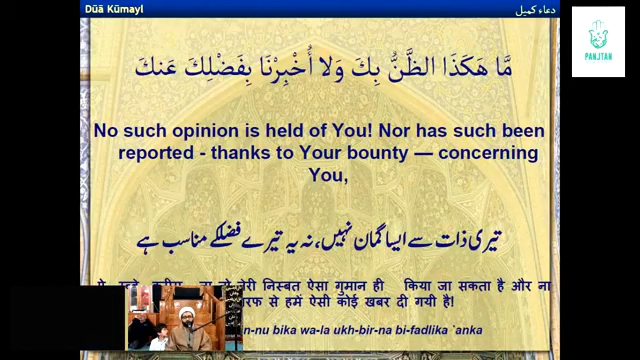 Dūā Kūmayl
دعاء كميل
PANJTAN
مَّا هَكَذَا الظَّنُّ بِكَ وَلا أُخْبِرْنَا بِفَضْلِكَ عَنكَ
No such opinion is held of You! Nor has such been
reported - thanks to Your bounty — concerning
You,
تیری ذات سے ایسا گمان نہیں، نہ یہ تیرے فضل کے مناسب ہے
तेरी निस्बत ऐसा गुमान ही किया जा सकता है और ना
से हमें ऐसी कोई खबर दी गयी है!
n-nu bika wa-la ukh-bir-na bi-fadlika `anka